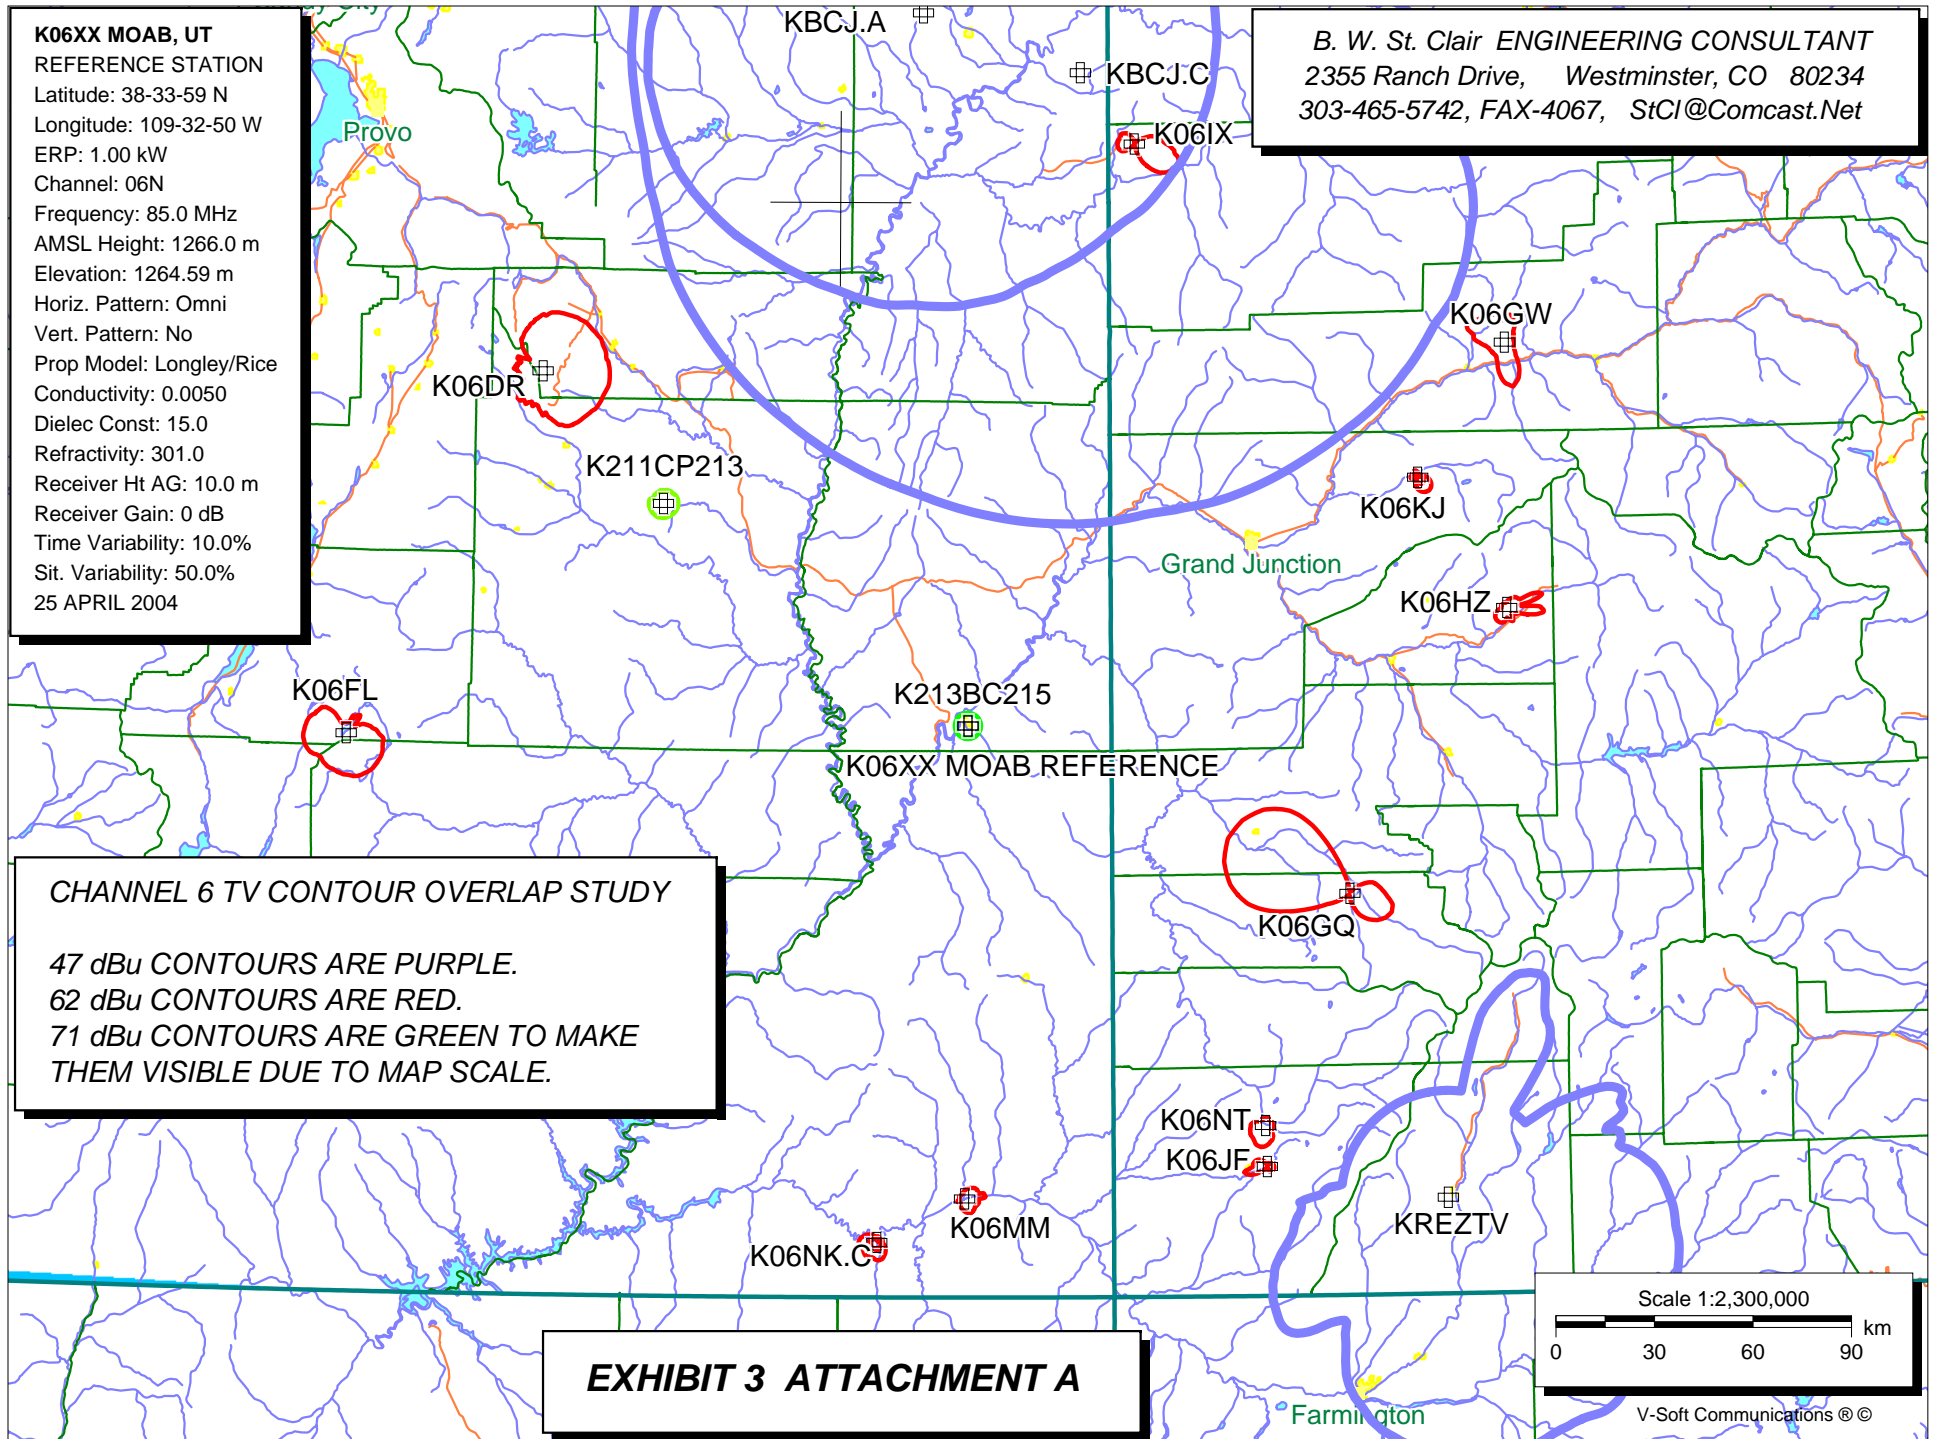 K06XX MOAB, UT
REFERENCE STATION
Latitude: 38-33-59 N
Longitude: 109-32-50 W
ERP: 1.00 kW
Channel: 06N
Frequency: 85.0 MHz
AMSL Height: 1266.0 m
Elevation: 1264.59 m
Horiz. Pattern: Omni
Vert. Pattern: No
Prop Model: Longley/Rice
Conductivity: 0.0050
Dielec Const: 15.0
Refractivity: 301.0
Receiver Ht AG: 10.0 m
Receiver Gain: 0 dB
Time Variability: 10.0%
Sit. Variability: 50.0%
25 APRIL 2004
B. W. St. Clair ENGINEERING CONSULTANT
2355 Ranch Drive, Westminster, CO 80234
303-465-5742, FAX-4067, StCl@Comcast.Net
City
KBCJ.A
KBCJ.C
Provo
K06IX
K06GW
K06DR
K211CP213
K06KJ
Grand Junction
K06HZ
K06FL
K213BC215
K06XX MOAB REFERENCE
CHANNEL 6 TV CONTOUR OVERLAP STUDY
47 dBu CONTOURS ARE PURPLE.
62 dBu CONTOURS ARE RED.
71 dBu CONTOURS ARE GREEN TO MAKE
THEM VISIBLE DUE TO MAP SCALE.
K06GQ
K06NT
K06JF
K06MM
KREZTV
K06NK.C
Scale 1:2,300,000
km
0 30 60 90
EXHIBIT 3 ATTACHMENT A
Farmington
V-Soft Communications ® ©